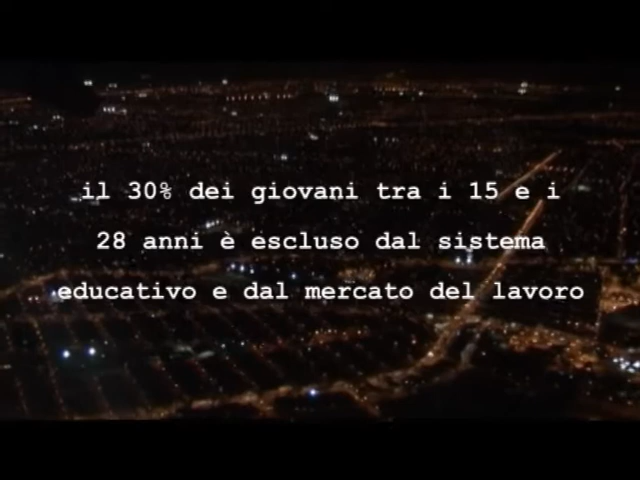 il 30% dei giovani tra i 15 e i
28 anni è escluso dal sistema
educativo e dal mercato del lavoro